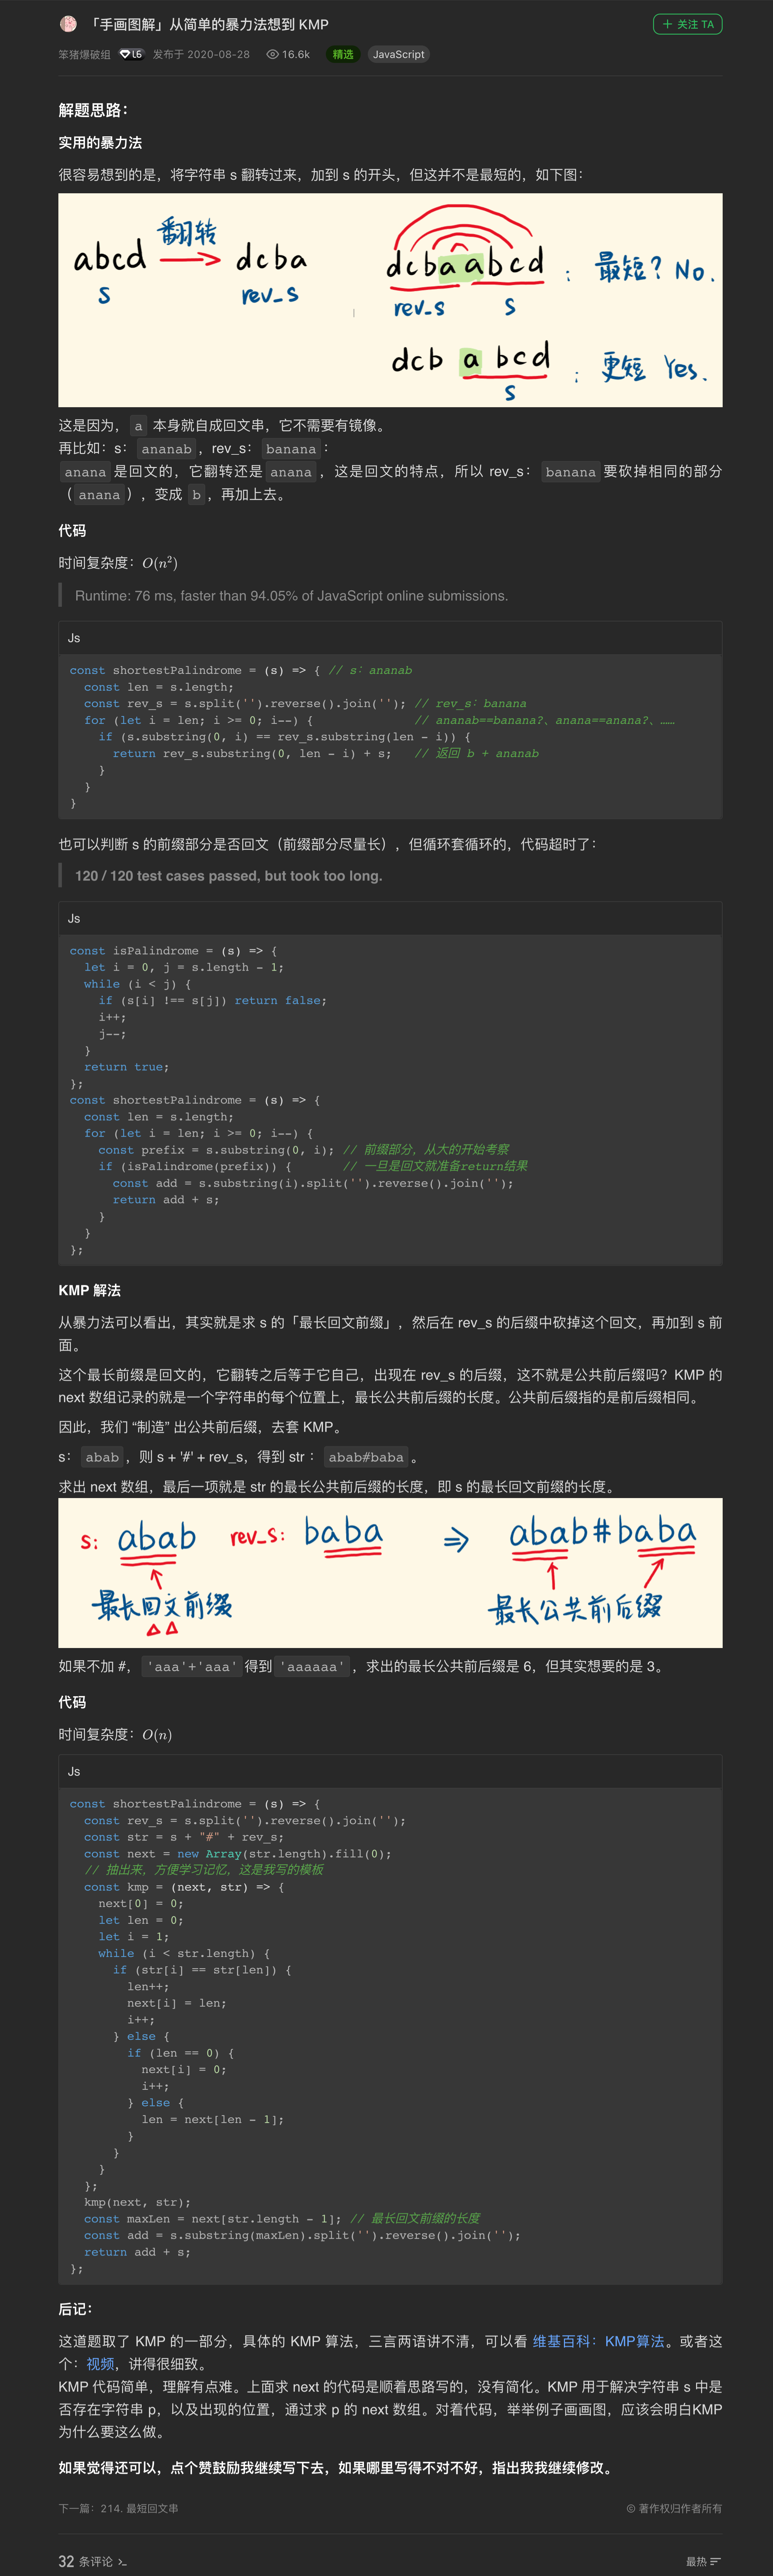 「手画图解」从简单的暴力法想到 KMP
+ 关注 TA
笨猪爆破组 L6 发布于 2020-08-28 16.6k 精选 JavaScript
解题思路：
实用的暴力法
很容易想到的是，将字符串 s 翻转过来，加到 s 的开头，但这并不是最短的，如下图：
abcd 翻转 dcba dcbaabcd ； 最短？No.
s rev_s rev_s s
dcb a bcd ； 更短 Yes.
s
这是因为， a 本身就自成回文串，它不需要有镜像。
再比如：s： ananab ，rev_s： banana ：
anana 是回文的，它翻转还是 anana ，这是回文的特点，所以 rev_s： banana 要砍掉相同的部分
（ anana ），变成 b ，再加上去。
代码
时间复杂度：O(n²)
Runtime: 76 ms, faster than 94.05% of JavaScript online submissions.
Js
const shortestPalindrome = (s) => { // s：ananab
  const len = s.length;
  const rev_s = s.split('').reverse().join(''); // rev_s：banana
  for (let i = len; i >= 0; i--) {              // ananab==banana?、anana==anana?、……
    if (s.substring(0, i) == rev_s.substring(len - i)) {
      return rev_s.substring(0, len - i) + s;   // 返回 b + ananab
    }
  }
}
也可以判断 s 的前缀部分是否回文（前缀部分尽量长），但循环套循环的，代码超时了：
120 / 120 test cases passed, but took too long.
Js
const isPalindrome = (s) => {
  let i = 0, j = s.length - 1;
  while (i < j) {
    if (s[i] !== s[j]) return false;
    i++;
    j--;
  }
  return true;
};
const shortestPalindrome = (s) => {
  const len = s.length;
  for (let i = len; i >= 0; i--) {
    const prefix = s.substring(0, i); // 前缀部分，从大的开始考察
    if (isPalindrome(prefix)) {       // 一旦是回文就准备return结果
      const add = s.substring(i).split('').reverse().join('');
      return add + s;
    }
  }
};
KMP 解法
从暴力法可以看出，其实就是求 s 的「最长回文前缀」，然后在 rev_s 的后缀中砍掉这个回文，再加到 s 前
面。
这个最长前缀是回文的，它翻转之后等于它自己，出现在 rev_s 的后缀，这不就是公共前后缀吗？KMP 的
next 数组记录的就是一个字符串的每个位置上，最长公共前后缀的长度。公共前后缀指的是前后缀相同。
因此，我们 “制造” 出公共前后缀，去套 KMP。
s： abab ，则 s + '#' + rev_s，得到 str ： abab#baba 。
求出 next 数组，最后一项就是 str 的最长公共前后缀的长度，即 s 的最长回文前缀的长度。
s: abab rev_s: baba ⇒ abab#baba
最长回文前缀 最长公共前后缀
如果不加 #， 'aaa'+'aaa' 得到 'aaaaaa' ，求出的最长公共前后缀是 6，但其实想要的是 3。
代码
时间复杂度：O(n)
Js
const shortestPalindrome = (s) => {
  const rev_s = s.split('').reverse().join('');
  const str = s + "#" + rev_s;
  const next = new Array(str.length).fill(0);
  // 抽出来，方便学习记忆，这是我写的模板
  const kmp = (next, str) => {
    next[0] = 0;
    let len = 0;
    let i = 1;
    while (i < str.length) {
      if (str[i] == str[len]) {
        len++;
        next[i] = len;
        i++;
      } else {
        if (len == 0) {
          next[i] = 0;
          i++;
        } else {
          len = next[len - 1];
        }
      }
    }
  };
  kmp(next, str);
  const maxLen = next[str.length - 1]; // 最长回文前缀的长度
  const add = s.substring(maxLen).split('').reverse().join('');
  return add + s;
};
后记：
这道题取了 KMP 的一部分，具体的 KMP 算法，三言两语讲不清，可以看 维基百科：KMP算法。或者这
个：视频，讲得很细致。
KMP 代码简单，理解有点难。上面求 next 的代码是顺着思路写的，没有简化。KMP 用于解决字符串 s 中是
否存在字符串 p，以及出现的位置，通过求 p 的 next 数组。对着代码，举举例子画画图，应该会明白KMP
为什么要这么做。
如果觉得还可以，点个赞鼓励我继续写下去，如果哪里写得不对不好，指出我我继续修改。
下一篇：214. 最短回文串
© 著作权归作者所有
32 条评论
最热